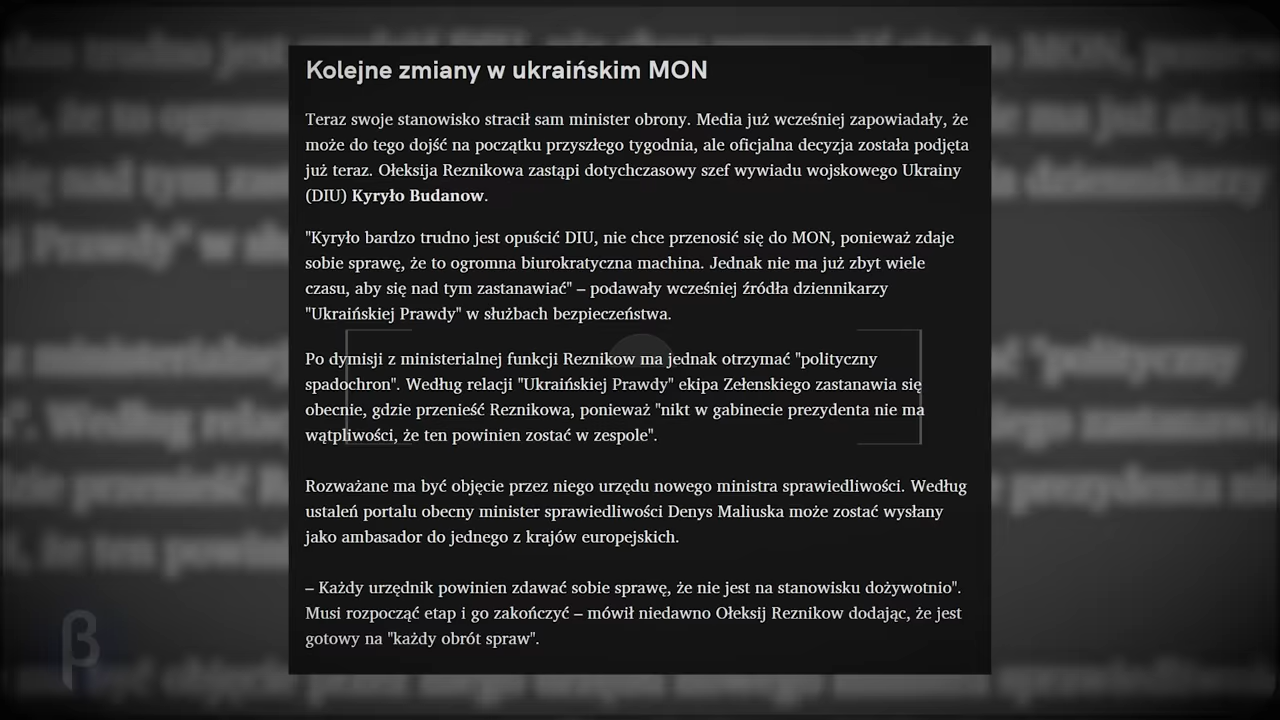 Kolejne zmiany w ukraińskim MON
Teraz swoje stanowisko stracił sam minister obrony. Media już wcześniej zapowiadały, że
może do tego dojść na początku przyszłego tygodnia, ale oficjalna decyzja została podjęta
już teraz. Ołeksija Reznikowa zastąpi dotychczasowy szef wywiadu wojskowego Ukrainy
(DIU) Kyryło Budanow.
"Kyryło bardzo trudno jest opuścić DIU, nie chce przenosić się do MON, ponieważ zdaje
sobie sprawę, że to ogromna biurokratyczna machina. Jednak nie ma już zbyt wiele
czasu, aby się nad tym zastanawiać" – podawały wcześniej źródła dziennikarzy
"Ukraińskiej Prawdy" w służbach bezpieczeństwa.
Po dymisji z ministerialnej funkcji Reznikow ma jednak otrzymać "polityczny
spadochron". Według relacji "Ukraińskiej Prawdy" ekipa Zełenskiego zastanawia się
obecnie, gdzie przenieść Reznikowa, ponieważ "nikt w gabinecie prezydenta nie ma
wątpliwości, że ten powinien zostać w zespole".
Rozważane ma być objęcie przez niego urzędu nowego ministra sprawiedliwości. Według
ustaleń portalu obecny minister sprawiedliwości Denys Maliuska może zostać wysłany
jako ambasador do jednego z krajów europejskich.
– Każdy urzędnik powinien zdawać sobie sprawę, że nie jest na stanowisku dożywotnio".
Musi rozpocząć etap i go zakończyć – mówił niedawno Ołeksij Reznikow dodając, że jest
gotowy na "każdy obrót spraw".